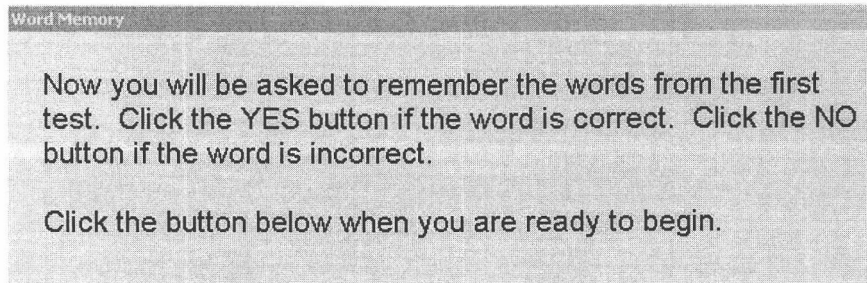 Word Memory
Now you will be asked to remember the words from the first
test.  Click the YES button if the word is correct.  Click the NO
button if the word is incorrect.
Click the button below when you are ready to begin.